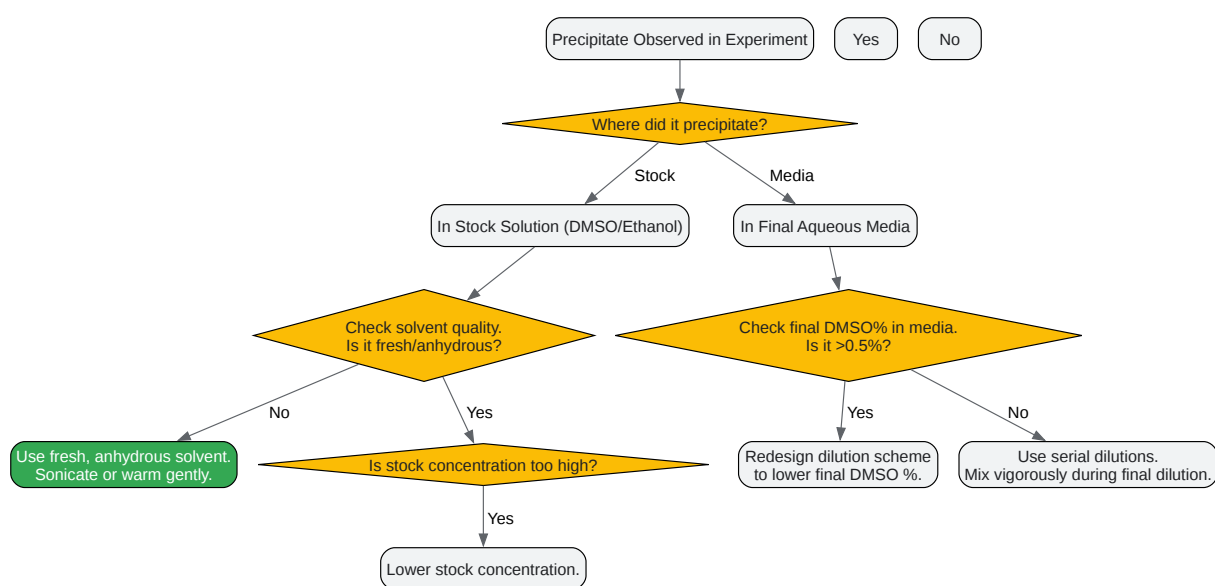 Precipitate Observed in Experiment
Yes
No
Where did it precipitate?
Stock
Media
In Stock Solution (DMSO/Ethanol)
In Final Aqueous Media
Check solvent quality.
Is it fresh/anhydrous?
Check final DMSO% in media.
Is it >0.5%?
No
Yes
Yes
No
Use fresh, anhydrous solvent.
Sonicate or warm gently.
Is stock concentration too high?
Redesign dilution scheme
to lower final DMSO %.
Use serial dilutions.
Mix vigorously during final dilution.
Yes
Lower stock concentration.